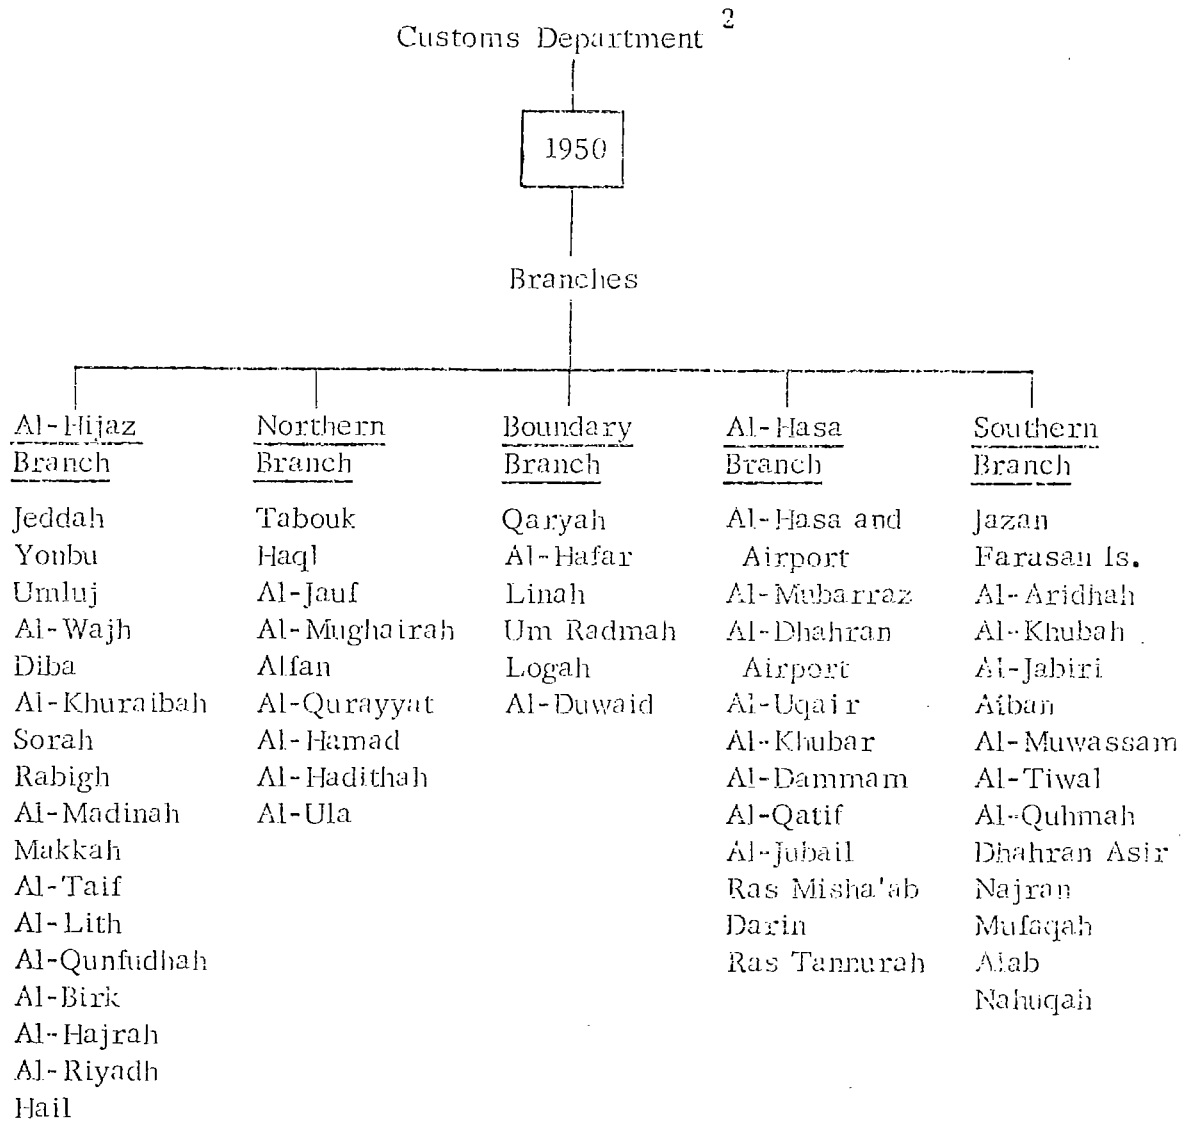 Customs Department 2
1950
Branches
Al-Hijaz
Branch
Jeddah
Yonbu
Umluj
Al-Wajh
Diba
Al-Khuraibah
Sorah
Rabigh
Al-Madinah
Makkah
Al-Taif
Al-Lith
Al-Qunfudhah
Al-Birk
Al-Hajrah
Al-Riyadh
Hail
Northern
Branch
Tabouk
Haql
Al-Jauf
Al-Mughairah
Alfan
Al-Qurayyat
Al-Hamad
Al-Hadithah
Al-Ula
Boundary
Branch
Qaryah
Al-Hafar
Linah
Um Radmah
Logah
Al-Duwaid
Al-Hasa
Branch
Al-Hasa and
Airport
Al-Mubarraz
Al-Dhahran
Airport
Al-Uqair
Al-Khubar
Al-Dammam
Al-Qatif
Al-Jubail
Ras Misha'ab
Darin
Ras Tannurah
Southern
Branch
Jazan
Farasan Is.
Al-Aridhah
Al-Khubah
Al-Jabiri
Aiban
Al-Muwassam
Al-Tiwal
Al-Quhmah
Dhahran Asir
Najran
Mufaqah
Alab
Nahuqah